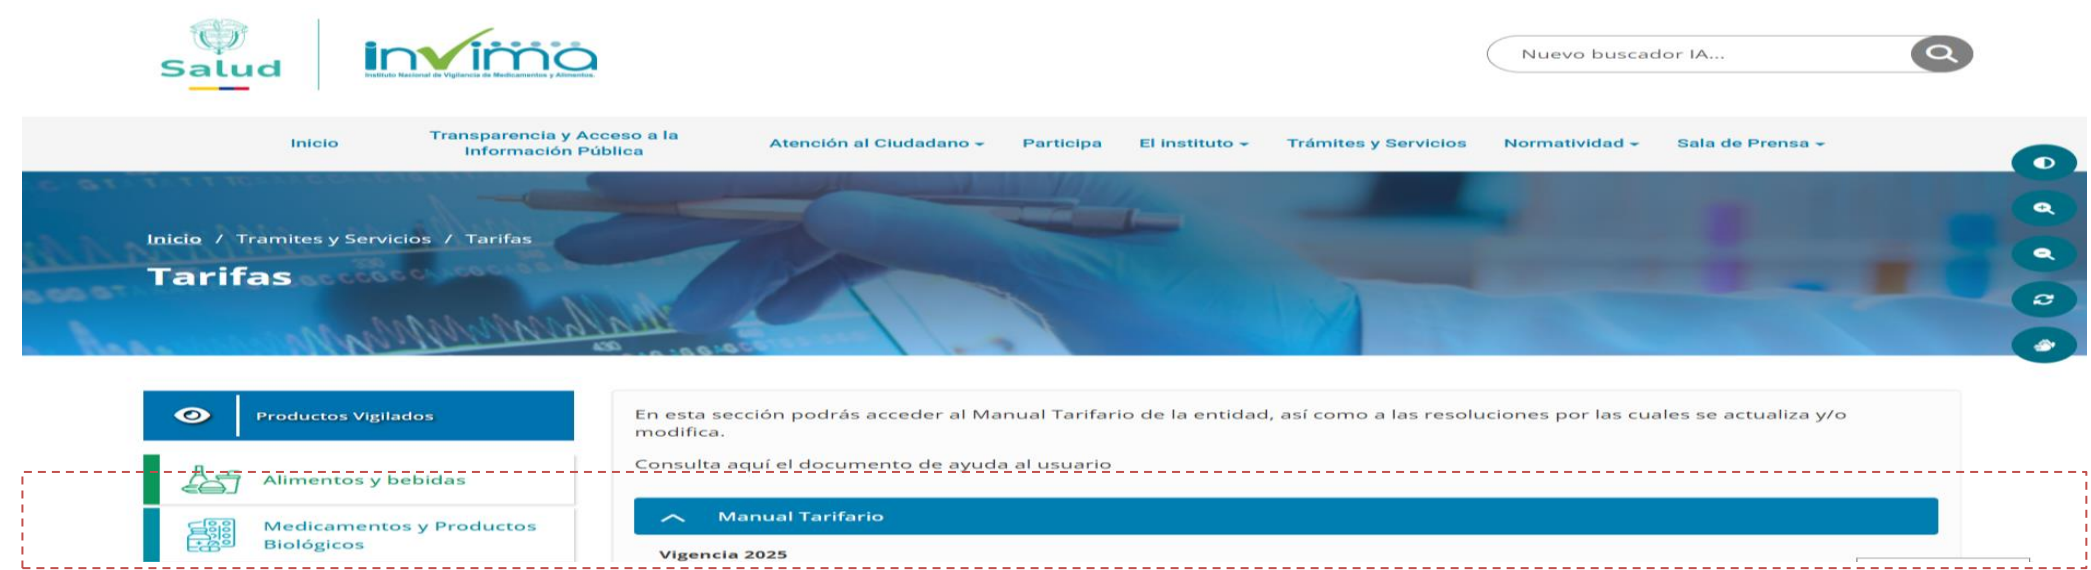 Salud
invima
Instituto Nacional de Vigilancia de Medicamentos y Alimentos.
Nuevo buscador IA...
Inicio
Transparencia y Acceso a la
Información Pública
Atención al Ciudadano
Participa
El instituto
Trámites y Servicios
Normatividad
Sala de Prensa
Inicio / Tramites y Servicios / Tarifas
Tarifas
430
Productos Vigilados
Alimentos y bebidas
Medicamentos y Productos
Biológicos
En esta sección podrás acceder al Manual Tarifario de la entidad, así como a las resoluciones por las cuales se actualiza y/o
modifica.
Consulta aquí el documento de ayuda al usuario
Manual Tarifario
Vigencia 2025